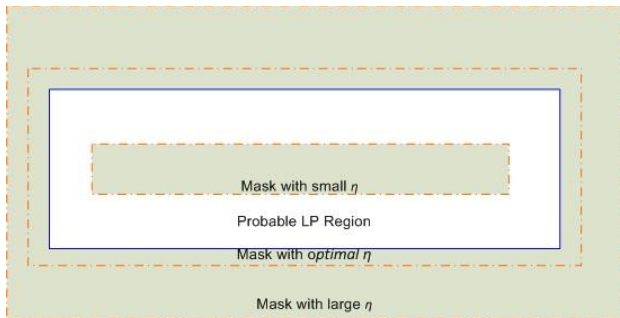 Mask with small η
Probable LP Region
Mask with optimal η
Mask with large η